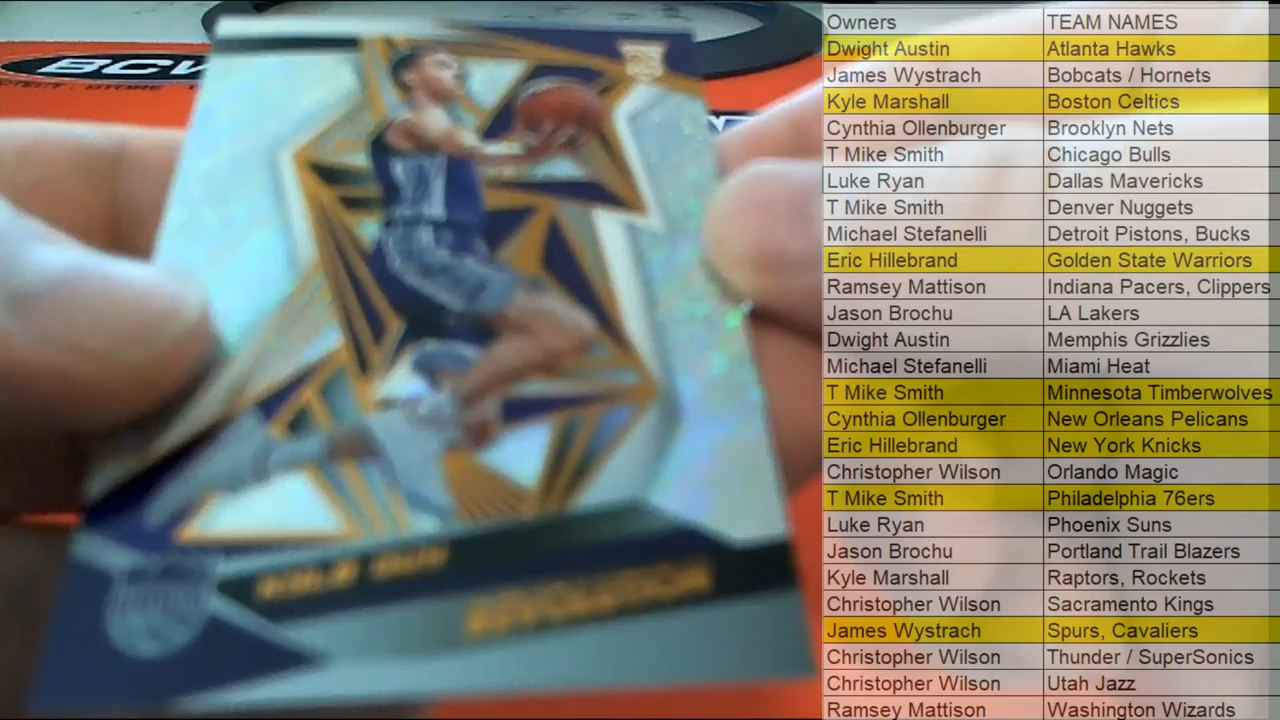 BCW
KYLE GUY
REVOLUTION
Owners TEAM NAMES
Dwight Austin Atlanta Hawks
James Wystrach Bobcats / Hornets
Kyle Marshall Boston Celtics
Cynthia Ollenburger Brooklyn Nets
T Mike Smith Chicago Bulls
Luke Ryan Dallas Mavericks
T Mike Smith Denver Nuggets
Michael Stefanelli Detroit Pistons, Bucks
Eric Hillebrand Golden State Warriors
Ramsey Mattison Indiana Pacers, Clippers
Jason Brochu LA Lakers
Dwight Austin Memphis Grizzlies
Michael Stefanelli Miami Heat
T Mike Smith Minnesota Timberwolves
Cynthia Ollenburger New Orleans Pelicans
Eric Hillebrand New York Knicks
Christopher Wilson Orlando Magic
T Mike Smith Philadelphia 76ers
Luke Ryan Phoenix Suns
Jason Brochu Portland Trail Blazers
Kyle Marshall Raptors, Rockets
Christopher Wilson Sacramento Kings
James Wystrach Spurs, Cavaliers
Christopher Wilson Thunder / SuperSonics
Christopher Wilson Utah Jazz
Ramsey Mattison Washington Wizards